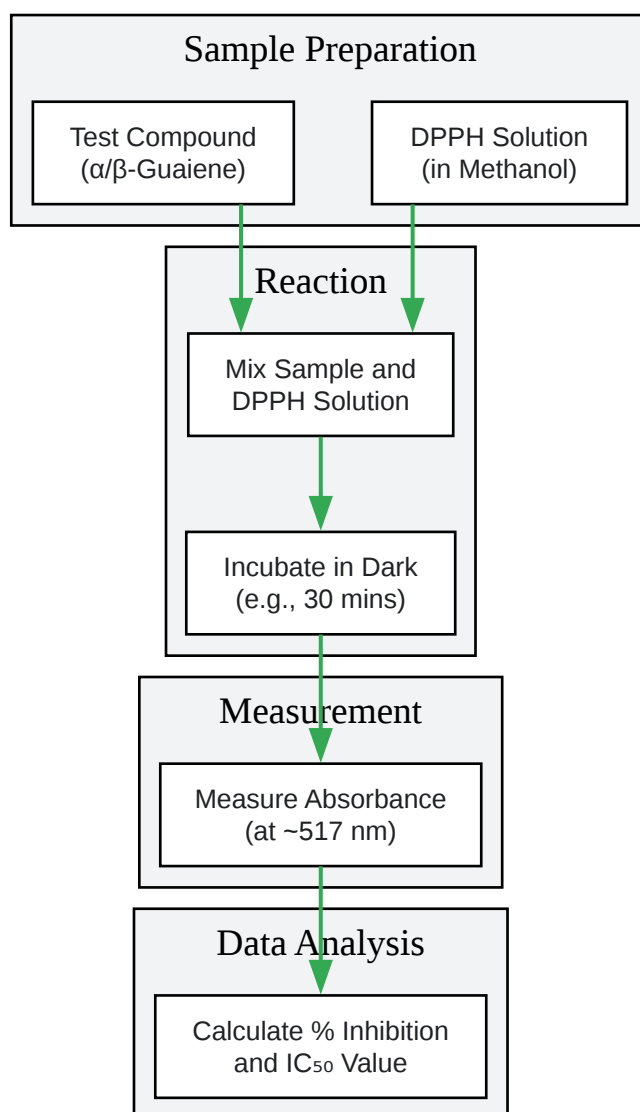 Sample Preparation
Test Compound
(α/β-Guaiene)
DPPH Solution
(in Methanol)
Reaction
Mix Sample and
DPPH Solution
Incubate in Dark
(e.g., 30 mins)
Measurement
Measure Absorbance
(at ~517 nm)
Data Analysis
Calculate % Inhibition
and IC₅₀ Value